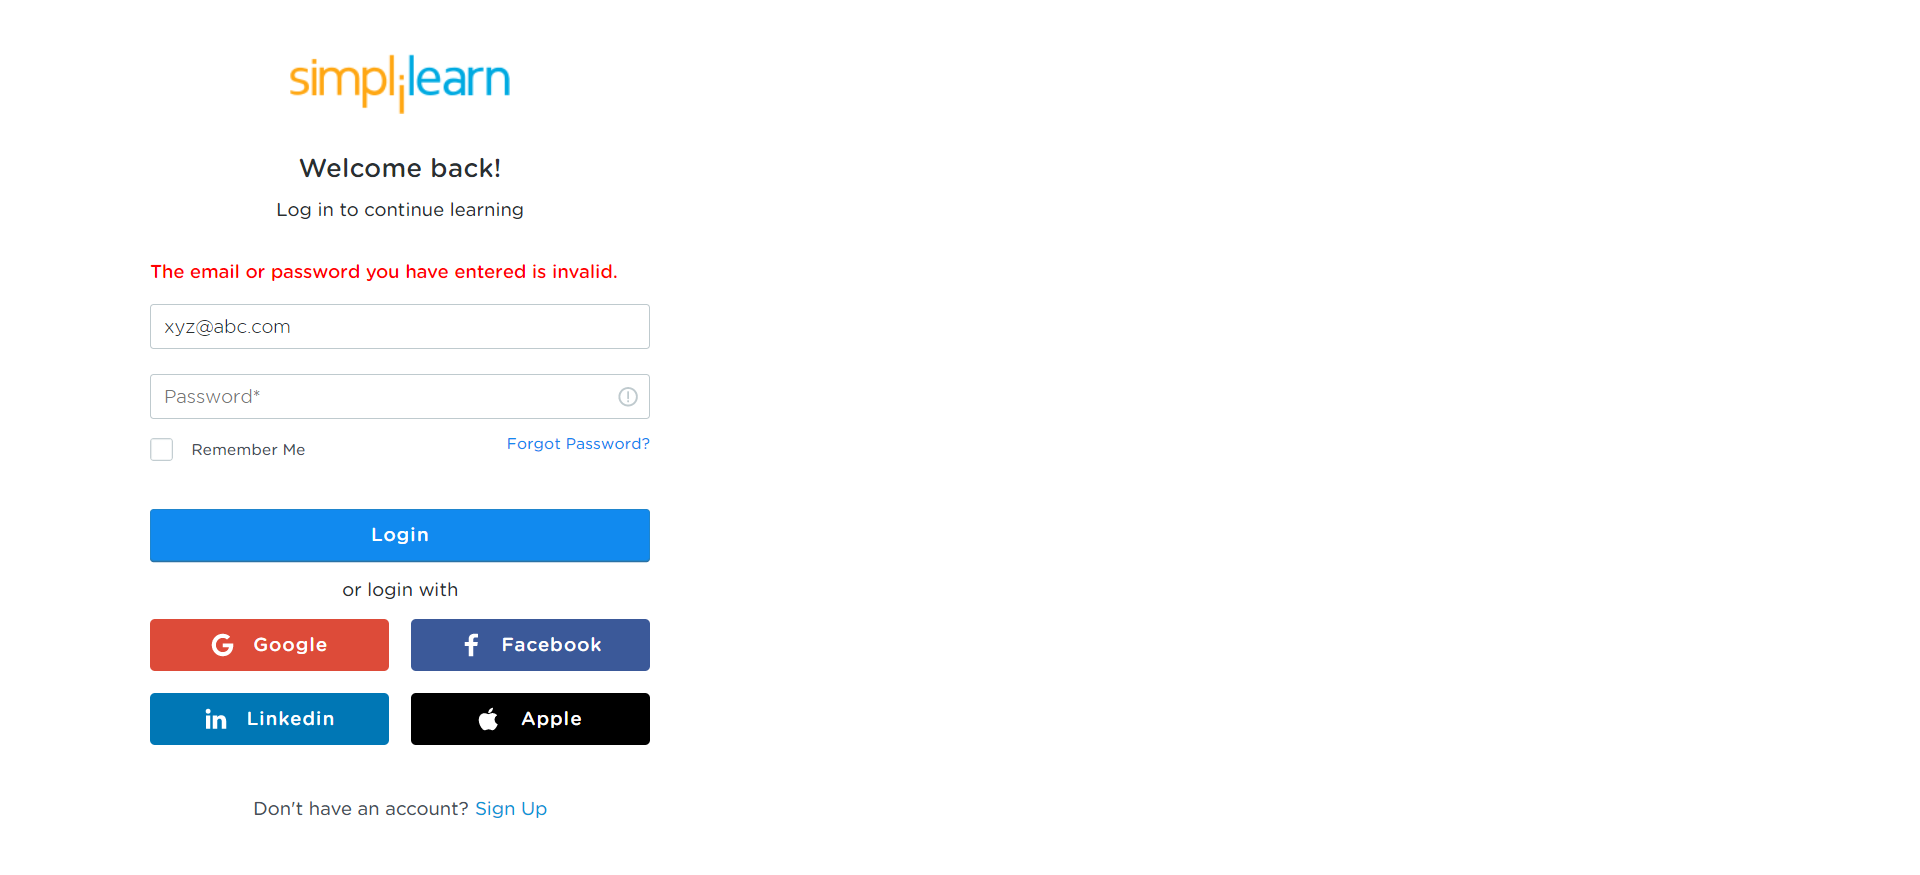 simplilearn
Welcome back!
Log in to continue learning
The email or password you have entered is invalid.
xyz@abc.com
Password*
Remember Me
Forgot Password?
Login
or login with
Google
Facebook
Linkedin
Apple
Don't have an account? Sign Up